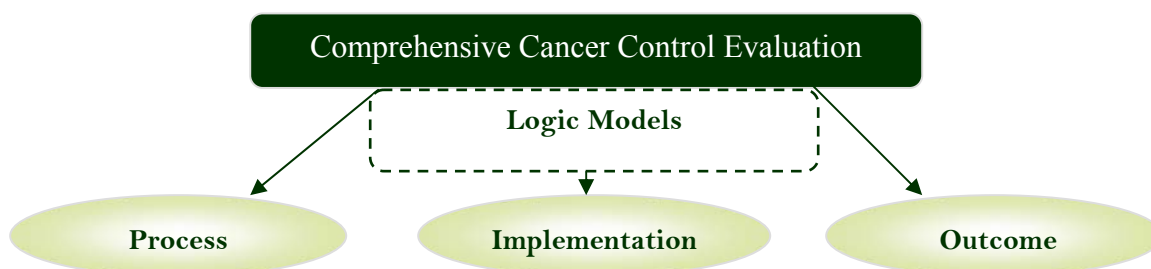 Comprehensive Cancer Control Evaluation
Logic Models
Process
Implementation
Outcome